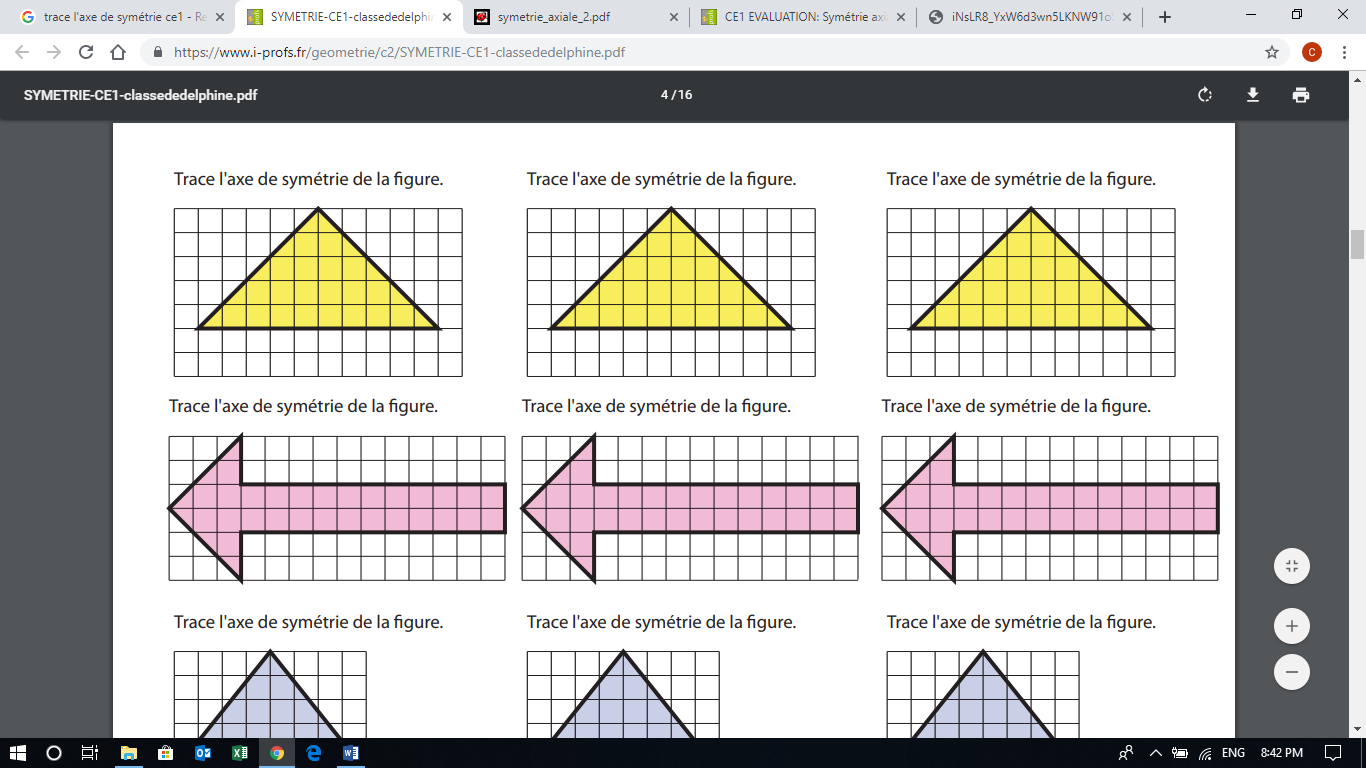 trace l'axe de symétrie ce1 - Re
SYMETRIE-CE1-classededelphin
symetrie_axiale_2.pdf
CE1 EVALUATION: Symétrie axi
iNsLR8_YxW6d3wn5LKNW91o
https://www.i-profs.fr/geometrie/c2/SYMETRIE-CE1-classededelphine.pdf
C
SYMETRIE-CE1-classededelphine.pdf
4 / 16
Trace l'axe de symétrie de la figure. Trace l'axe de symétrie de la figure. Trace l'axe de symétrie de la figure.
Trace l'axe de symétrie de la figure. Trace l'axe de symétrie de la figure. Trace l'axe de symétrie de la figure.
Trace l'axe de symétrie de la figure. Trace l'axe de symétrie de la figure. Trace l'axe de symétrie de la figure.
ENG 8:42 PM